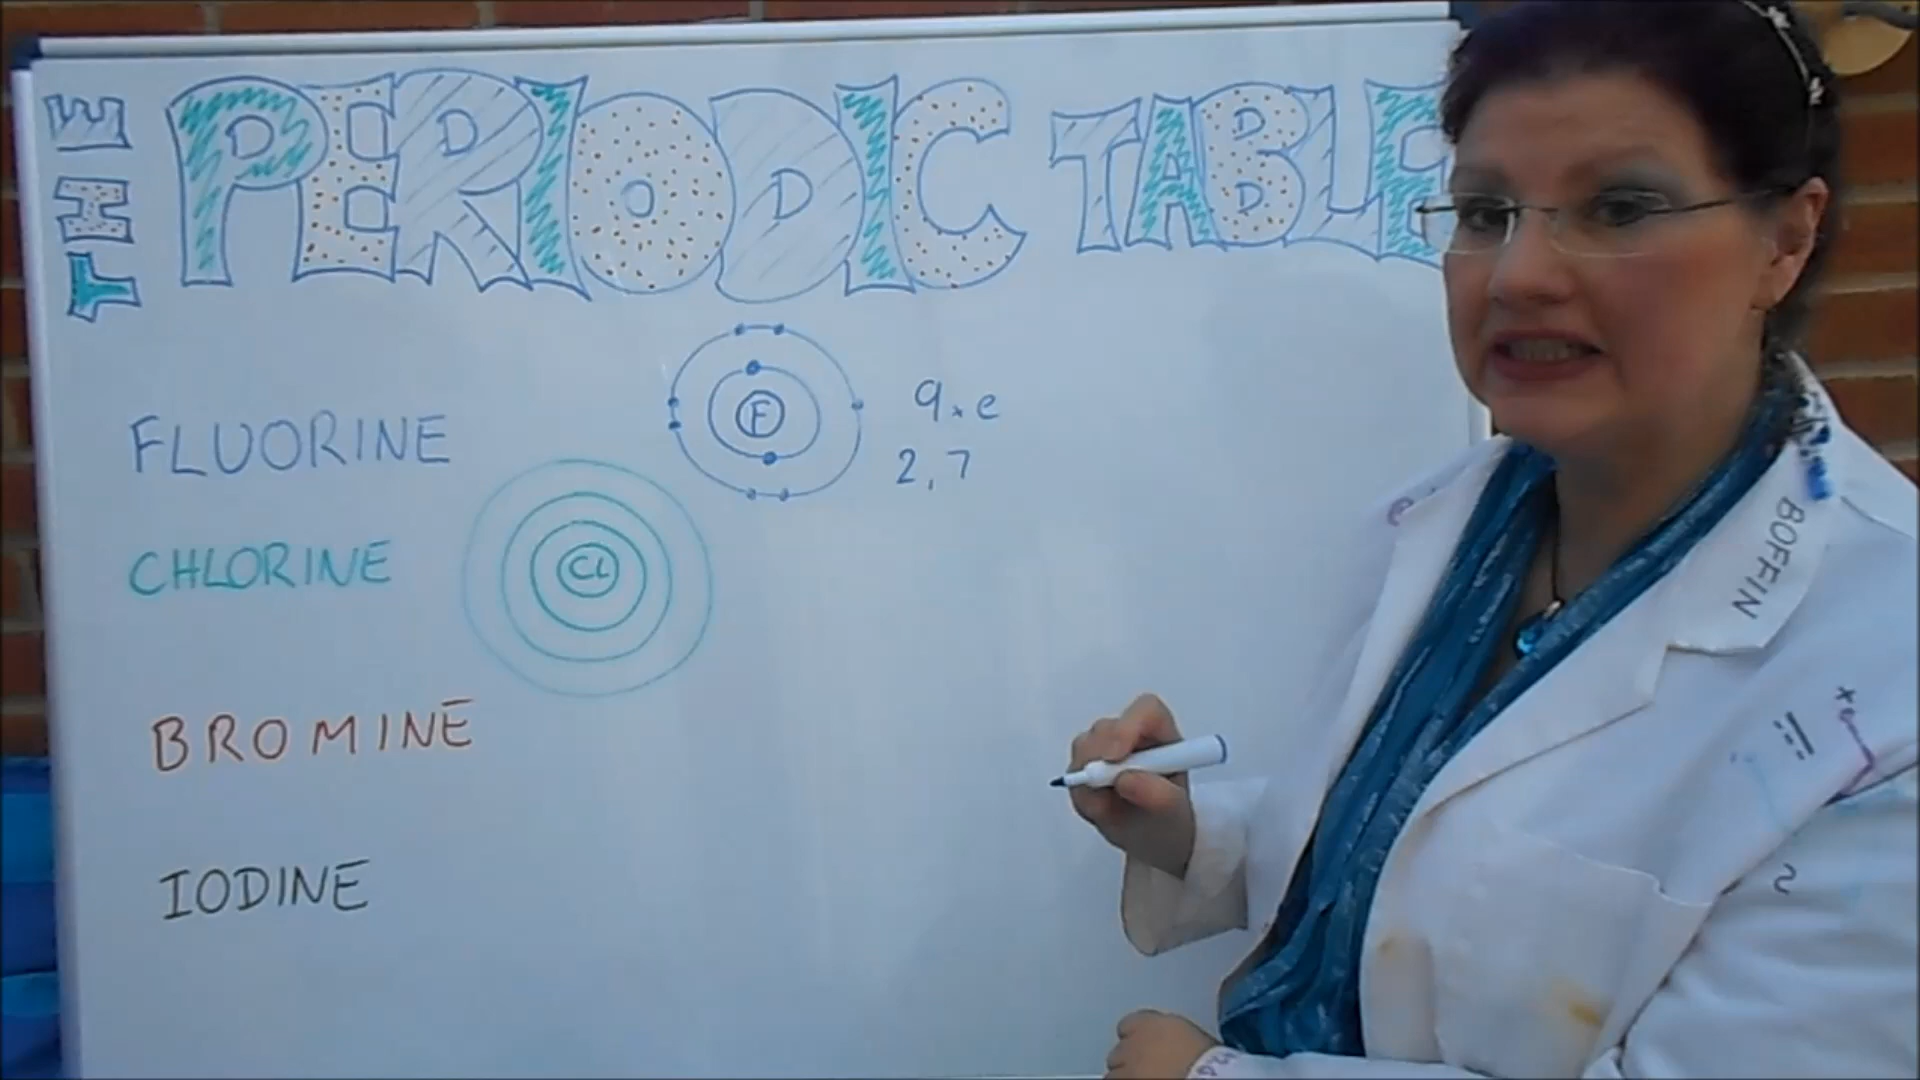 THE PERIODIC TABLE
F
9 x e
2,7
FLUORINE
CHLORINE
CL
BROMINE
IODINE
BOFFIN